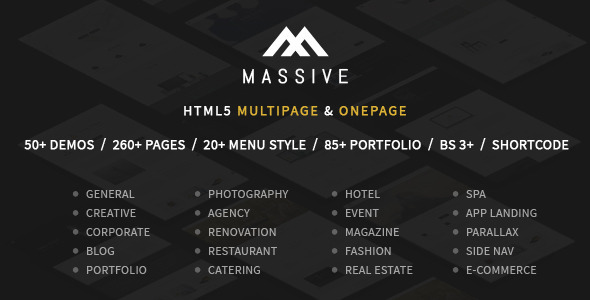 MASSIVE
HTML5 MULTIPAGE & ONEPAGE
50+ DEMOS / 260+ PAGES / 20+ MENU STYLE / 85+ PORTFOLIO / BS 3+ / SHORTCODE
GENERAL
CREATIVE
CORPORATE
BLOG
PORTFOLIO
PHOTOGRAPHY
AGENCY
RENOVATION
RESTAURANT
CATERING
HOTEL
EVENT
MAGAZINE
FASHION
REAL ESTATE
SPA
APP LANDING
PARALLAX
SIDE NAV
E-COMMERCE